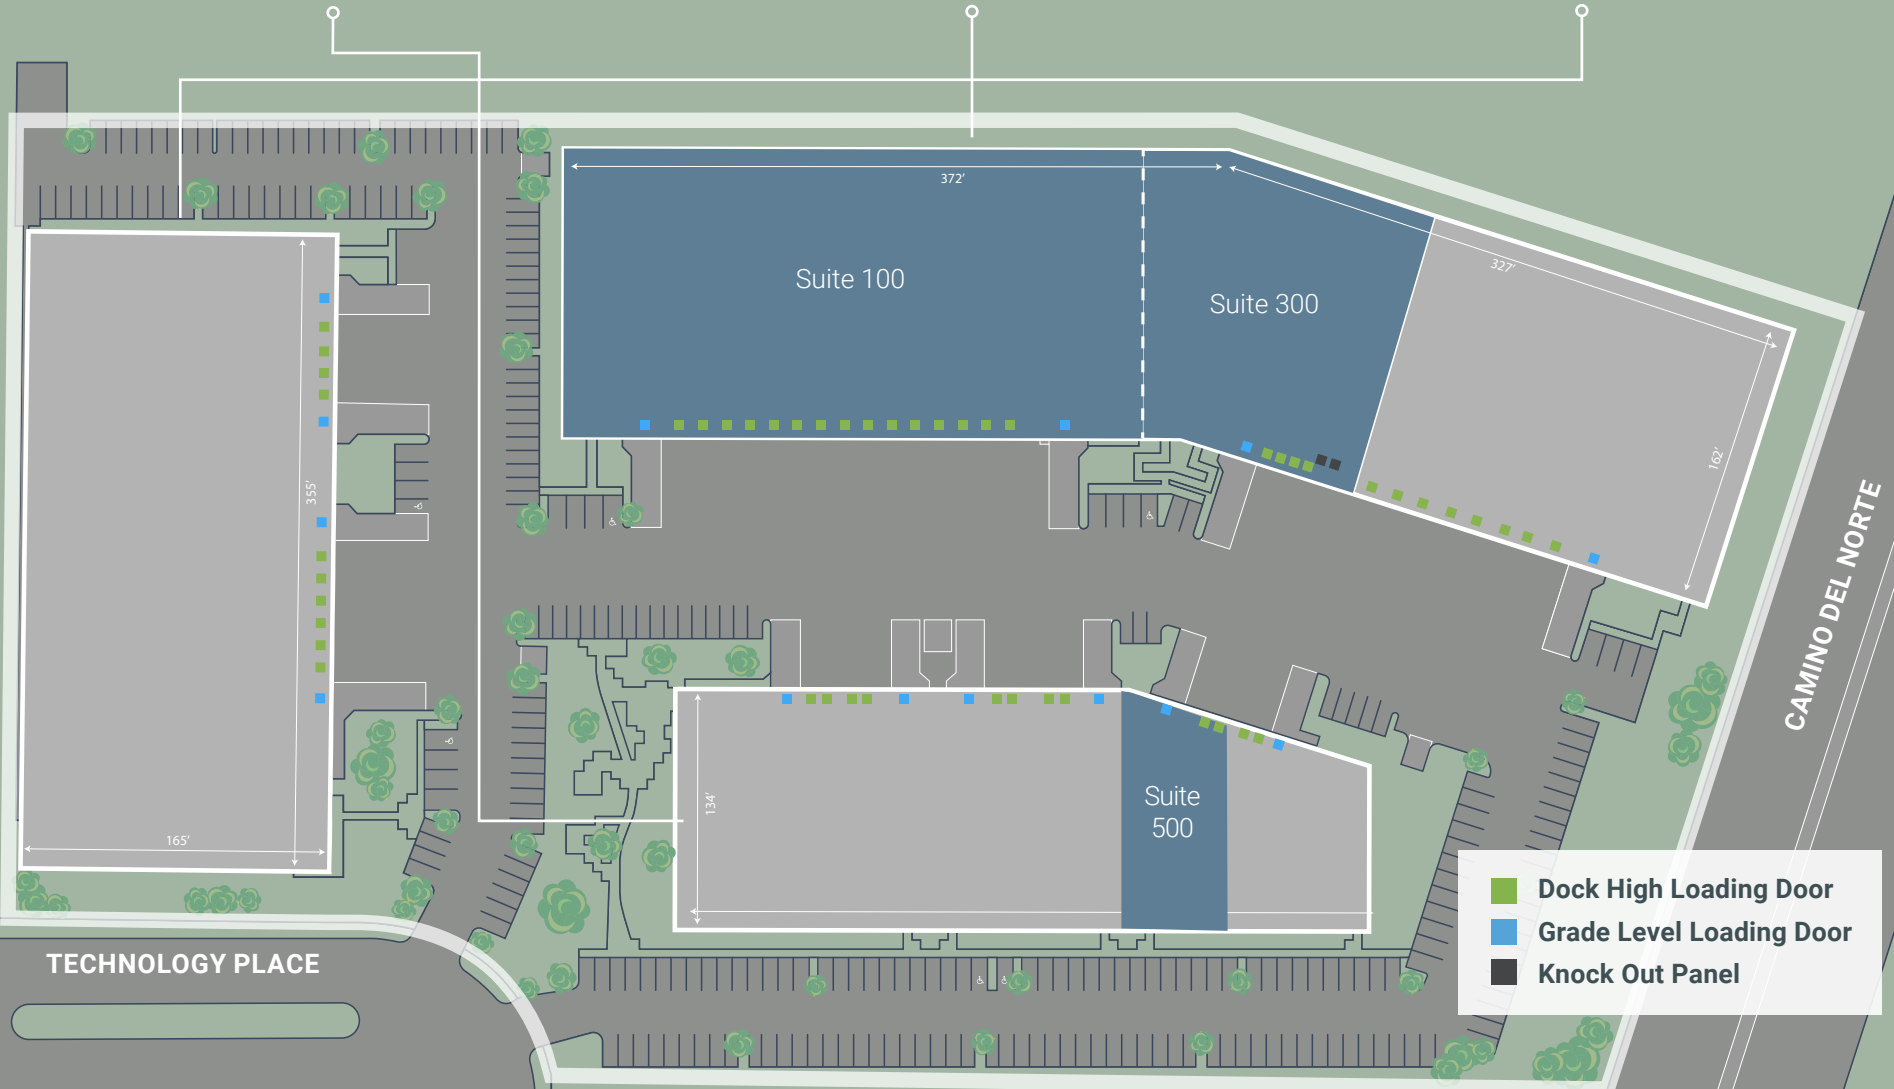 372'
Suite 100
Suite 300
327'
162'
355'
165'
134'
Suite
500
CAMINO DEL NORTE
TECHNOLOGY PLACE
Dock High Loading Door
Grade Level Loading Door
Knock Out Panel